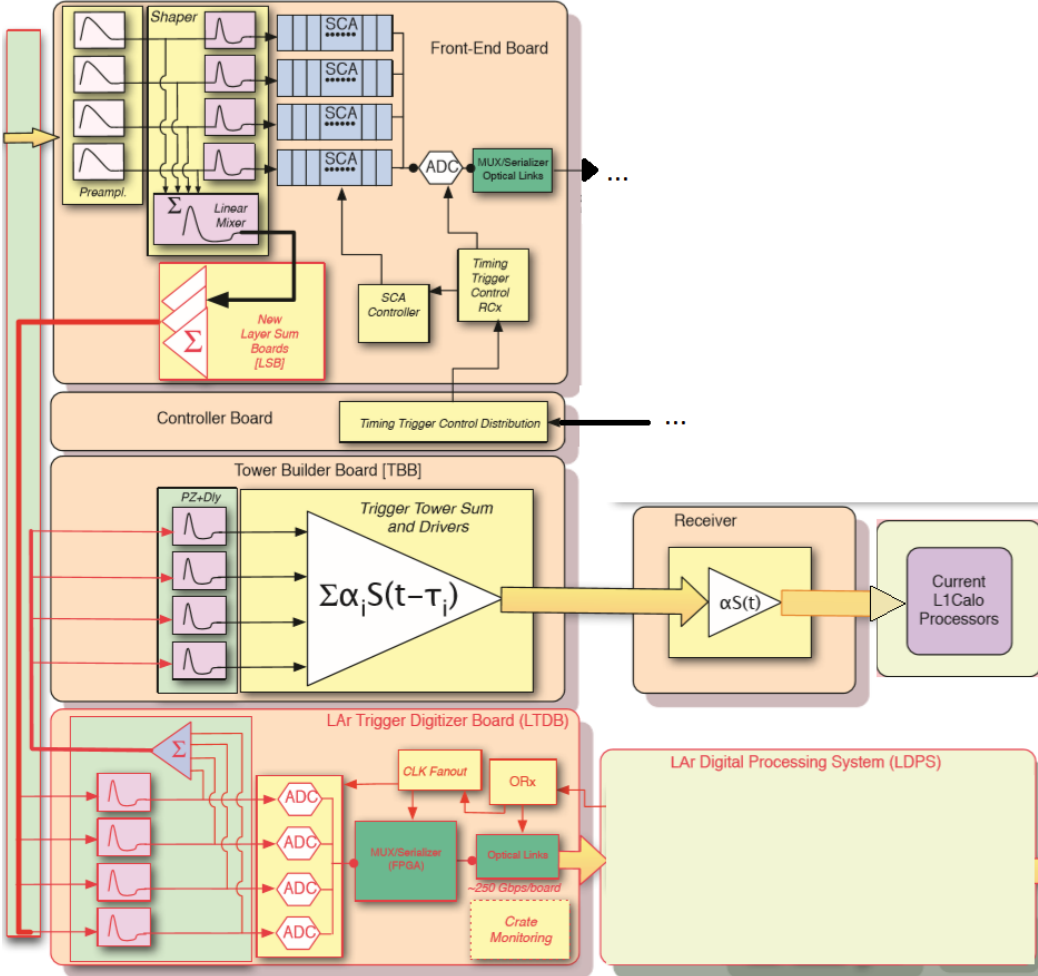 Shaper
Preampl.
SCA
SCA
SCA
SCA
Front-End Board
ADC
MUX/Serializer
Optical Links
...
Σ
Linear
Mixer
Σ
New
Layer Sum
Boards
[LSB]
SCA
Controller
Timing
Trigger
Control
RCx
Controller Board
Timing Trigger Control Distribution
...
Tower Builder Board [TBB]
PZ+Dly
Trigger Tower Sum
and Drivers
Σα_iS(t−τ_i)
Receiver
αS(t)
Current
L1Calo
Processors
LAr Trigger Digitizer Board (LTDB)
Σ
ADC
ADC
ADC
ADC
CLK Fanout
ORx
MUX/Serializer
(FPGA)
Optical Links
~250 Gbps/board
Crate
Monitoring
LAr Digital Processing System (LDPS)